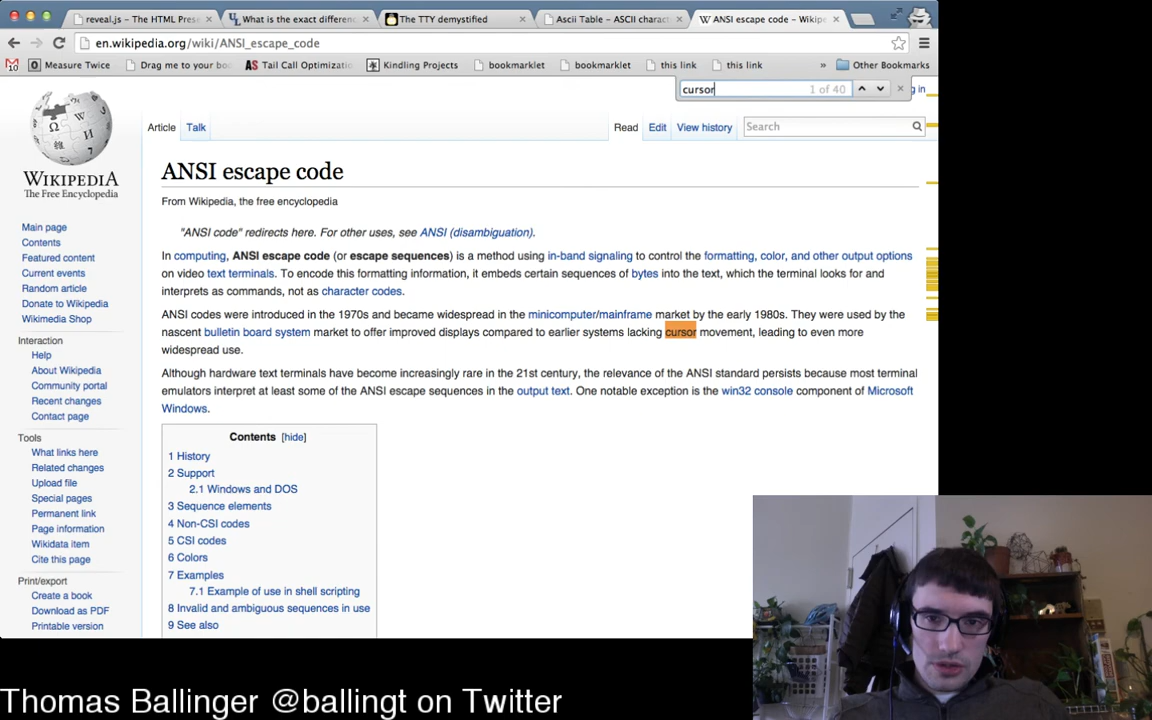 reveal.js - The HTML Pres
What is the exact differen
The TTY demystified
Ascii Table - ASCII charac
W ANSI escape code – Wikipe
en.wikipedia.org/wiki/ANSI_escape_code
Measure Twice
Drag me to your bo
Tail Call Optimizatio
Kindling Projects
bookmarklet
bookmarklet
this link
this link
»
Other Bookmarks
cursor 1 of 40
g in
WIKIPEDIA
The Free Encyclopedia
Main page
Contents
Featured content
Current events
Random article
Donate to Wikipedia
Wikimedia Shop
Interaction
Help
About Wikipedia
Community portal
Recent changes
Contact page
Tools
What links here
Related changes
Upload file
Special pages
Permanent link
Page information
Wikidata item
Cite this page
Print/export
Create a book
Download as PDF
Printable version
Article Talk
Read Edit View history Search
ANSI escape code
From Wikipedia, the free encyclopedia
"ANSI code" redirects here. For other uses, see ANSI (disambiguation).
In computing, ANSI escape code (or escape sequences) is a method using in-band signaling to control the formatting, color, and other output options
on video text terminals. To encode this formatting information, it embeds certain sequences of bytes into the text, which the terminal looks for and
interprets as commands, not as character codes.
ANSI codes were introduced in the 1970s and became widespread in the minicomputer/mainframe market by the early 1980s. They were used by the
nascent bulletin board system market to offer improved displays compared to earlier systems lacking cursor movement, leading to even more
widespread use.
Although hardware text terminals have become increasingly rare in the 21st century, the relevance of the ANSI standard persists because most terminal
emulators interpret at least some of the ANSI escape sequences in the output text. One notable exception is the win32 console component of Microsoft
Windows.
Contents [hide]
1 History
2 Support
2.1 Windows and DOS
3 Sequence elements
4 Non-CSI codes
5 CSI codes
6 Colors
7 Examples
7.1 Example of use in shell scripting
8 Invalid and ambiguous sequences in use
9 See also
Thomas Ballinger @ballingt on Twitter